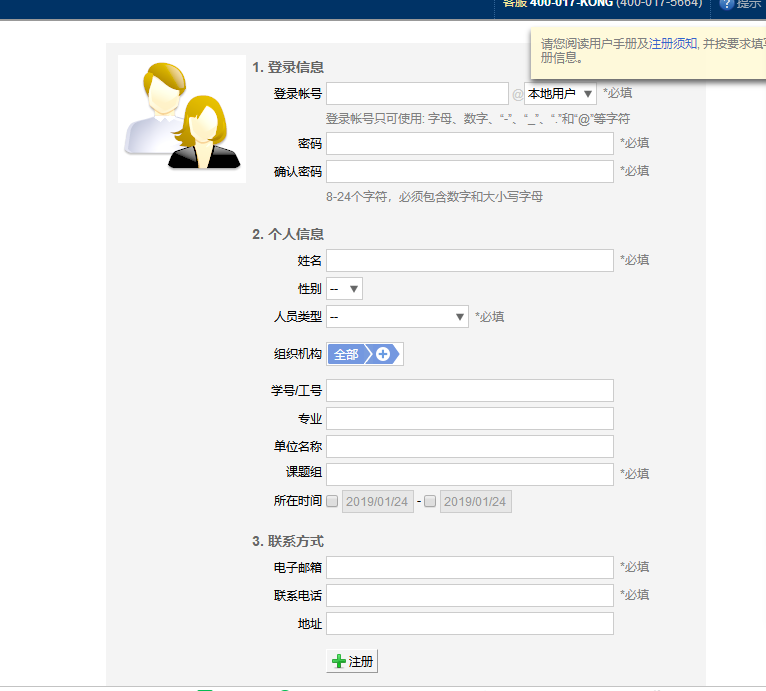 客服 400-017-KONG (400-017-5664) 提示
请您阅读用户手册及注册须知, 并按要求填写
册信息。
1. 登录信息
登录帐号 @ 本地用户 ▼ *必填
登录帐号只可使用: 字母、数字、“-”、“_”、“.”和“@”等字符
密码 *必填
确认密码 *必填
8-24个字符，必须包含数字和大小写字母
2. 个人信息
姓名 *必填
性别 -- ▼
人员类型 -- ▼ *必填
组织机构 全部
学号/工号
专业
单位名称
课题组 *必填
所在时间 2019/01/24 - 2019/01/24
3. 联系方式
电子邮箱 *必填
联系电话 *必填
地址
注册